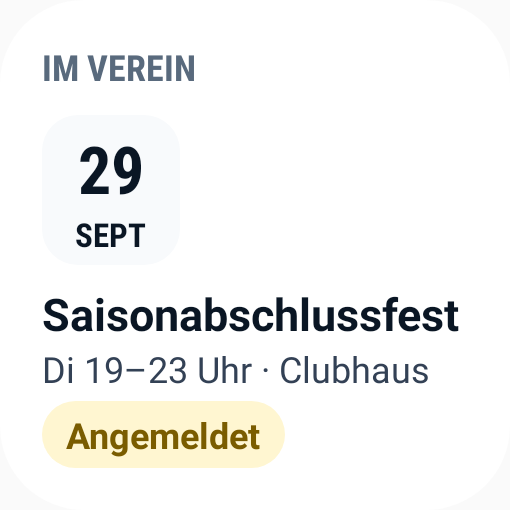 IM VEREIN
29
SEPT
Saisonabschlussfest
Di 19–23 Uhr · Clubhaus
Angemeldet